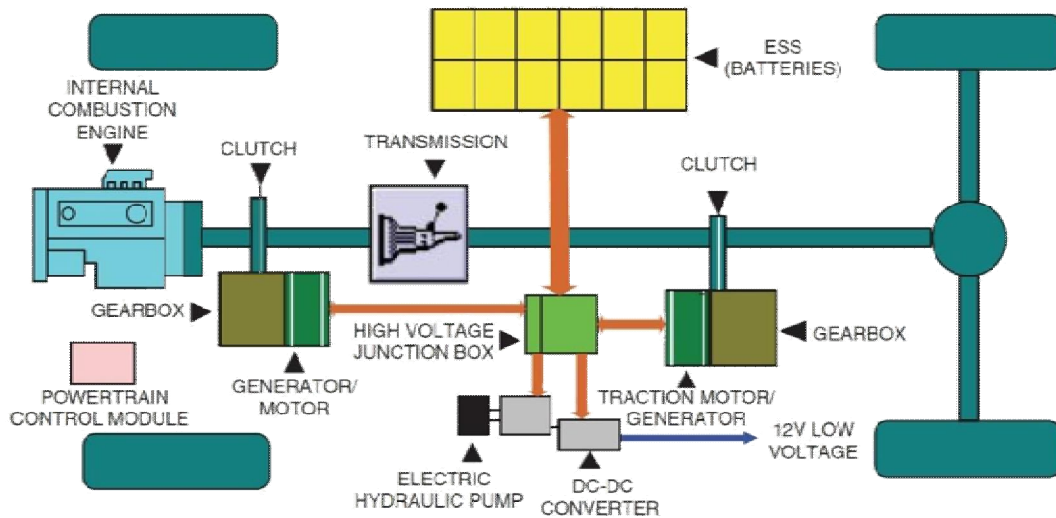 ESS
(BATTERIES)
INTERNAL
COMBUSTION
ENGINE
CLUTCH
TRANSMISSION
CLUTCH
GEARBOX
HIGH VOLTAGE
JUNCTION BOX
GEARBOX
POWERTRAIN
CONTROL MODULE
GENERATOR/
MOTOR
TRACTION MOTOR/
GENERATOR
12V LOW
VOLTAGE
ELECTRIC
HYDRAULIC PUMP
DC-DC
CONVERTER